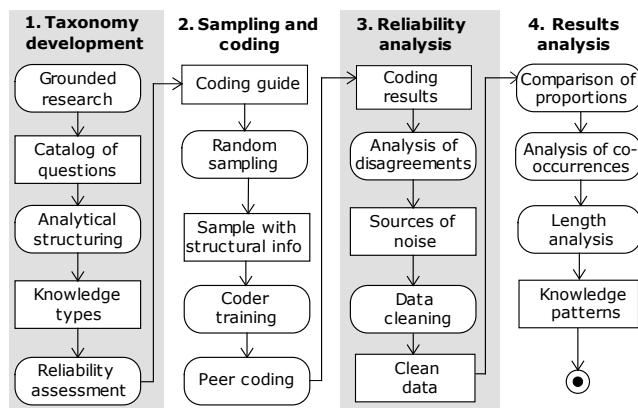 1. Taxonomy
development
Grounded
research
Catalog of
questions
Analytical
structuring
Knowledge
types
Reliability
assessment
2. Sampling and
coding
Coding guide
Random
sampling
Sample with
structural info
Coder
training
Peer coding
3. Reliability
analysis
Coding
results
Analysis of
disagreements
Sources of
noise
Data
cleaning
Clean
data
4. Results
analysis
Comparison of
proportions
Analysis of co-
occurrences
Length
analysis
Knowledge
patterns